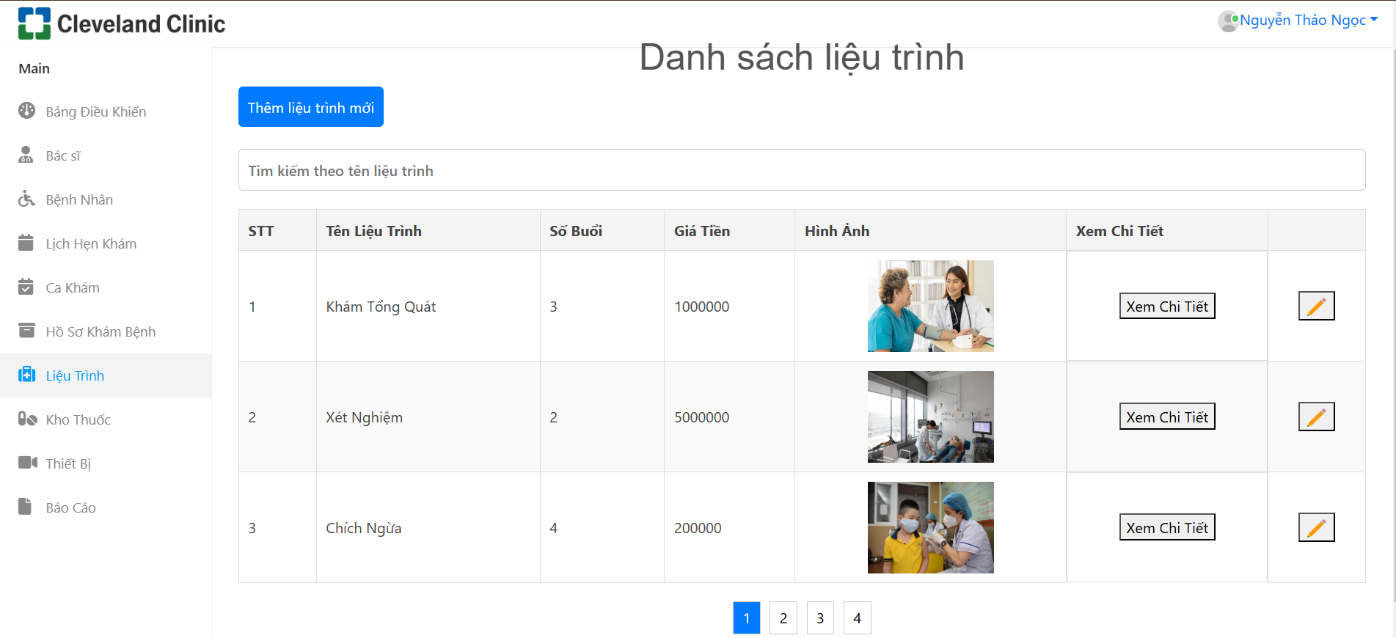 Cleveland Clinic
Nguyễn Thảo Ngọc
Danh sách liệu trình
Main
Bảng Điều Khiển
Bác sĩ
Bệnh Nhân
Lịch Hẹn Khám
Ca Khám
Hồ Sơ Khám Bệnh
Liệu Trình
Kho Thuốc
Thiết Bị
Báo Cáo
Thêm liệu trình mới
Tìm kiếm theo tên liệu trình
STT Tên Liệu Trình Số Buổi Giá Tiền Hình Ảnh Xem Chi Tiết
1 Khám Tổng Quát 3 1000000 Xem Chi Tiết
2 Xét Nghiệm 2 5000000 Xem Chi Tiết
3 Chích Ngừa 4 200000 Xem Chi Tiết
1 2 3 4